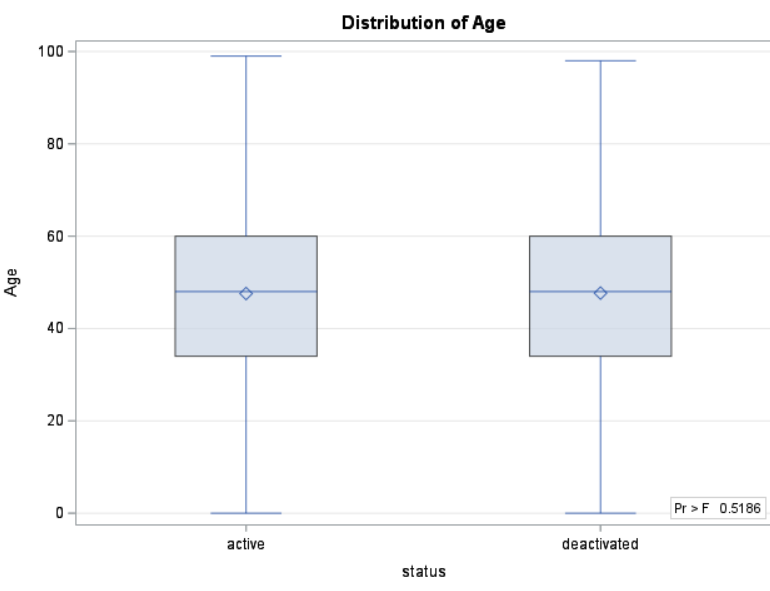 Distribution of Age
100
80
60
40
20
0
Age
Pr > F 0.5186
active deactivated
status